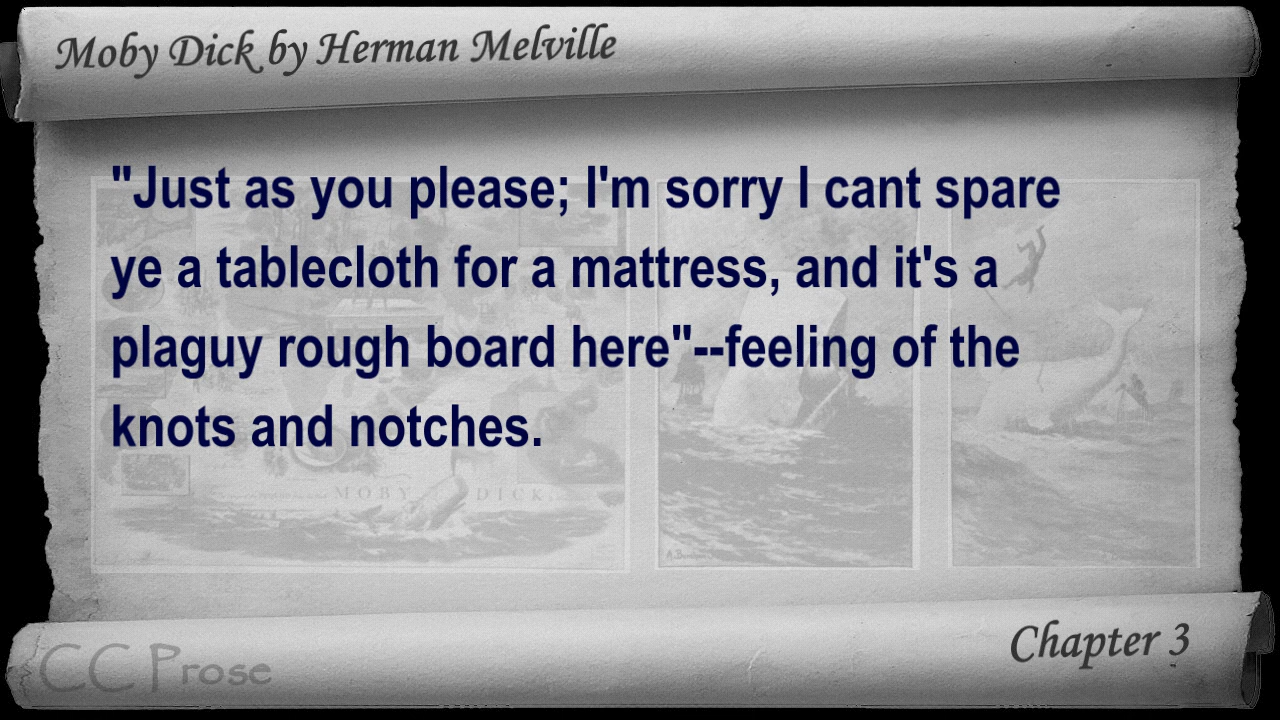 Moby Dick by Herman Melville
"Just as you please; I'm sorry I cant spare
ye a tablecloth for a mattress, and it's a
plaguy rough board here"--feeling of the
knots and notches.
MOBY DICK
Chapter 3
CC Prose